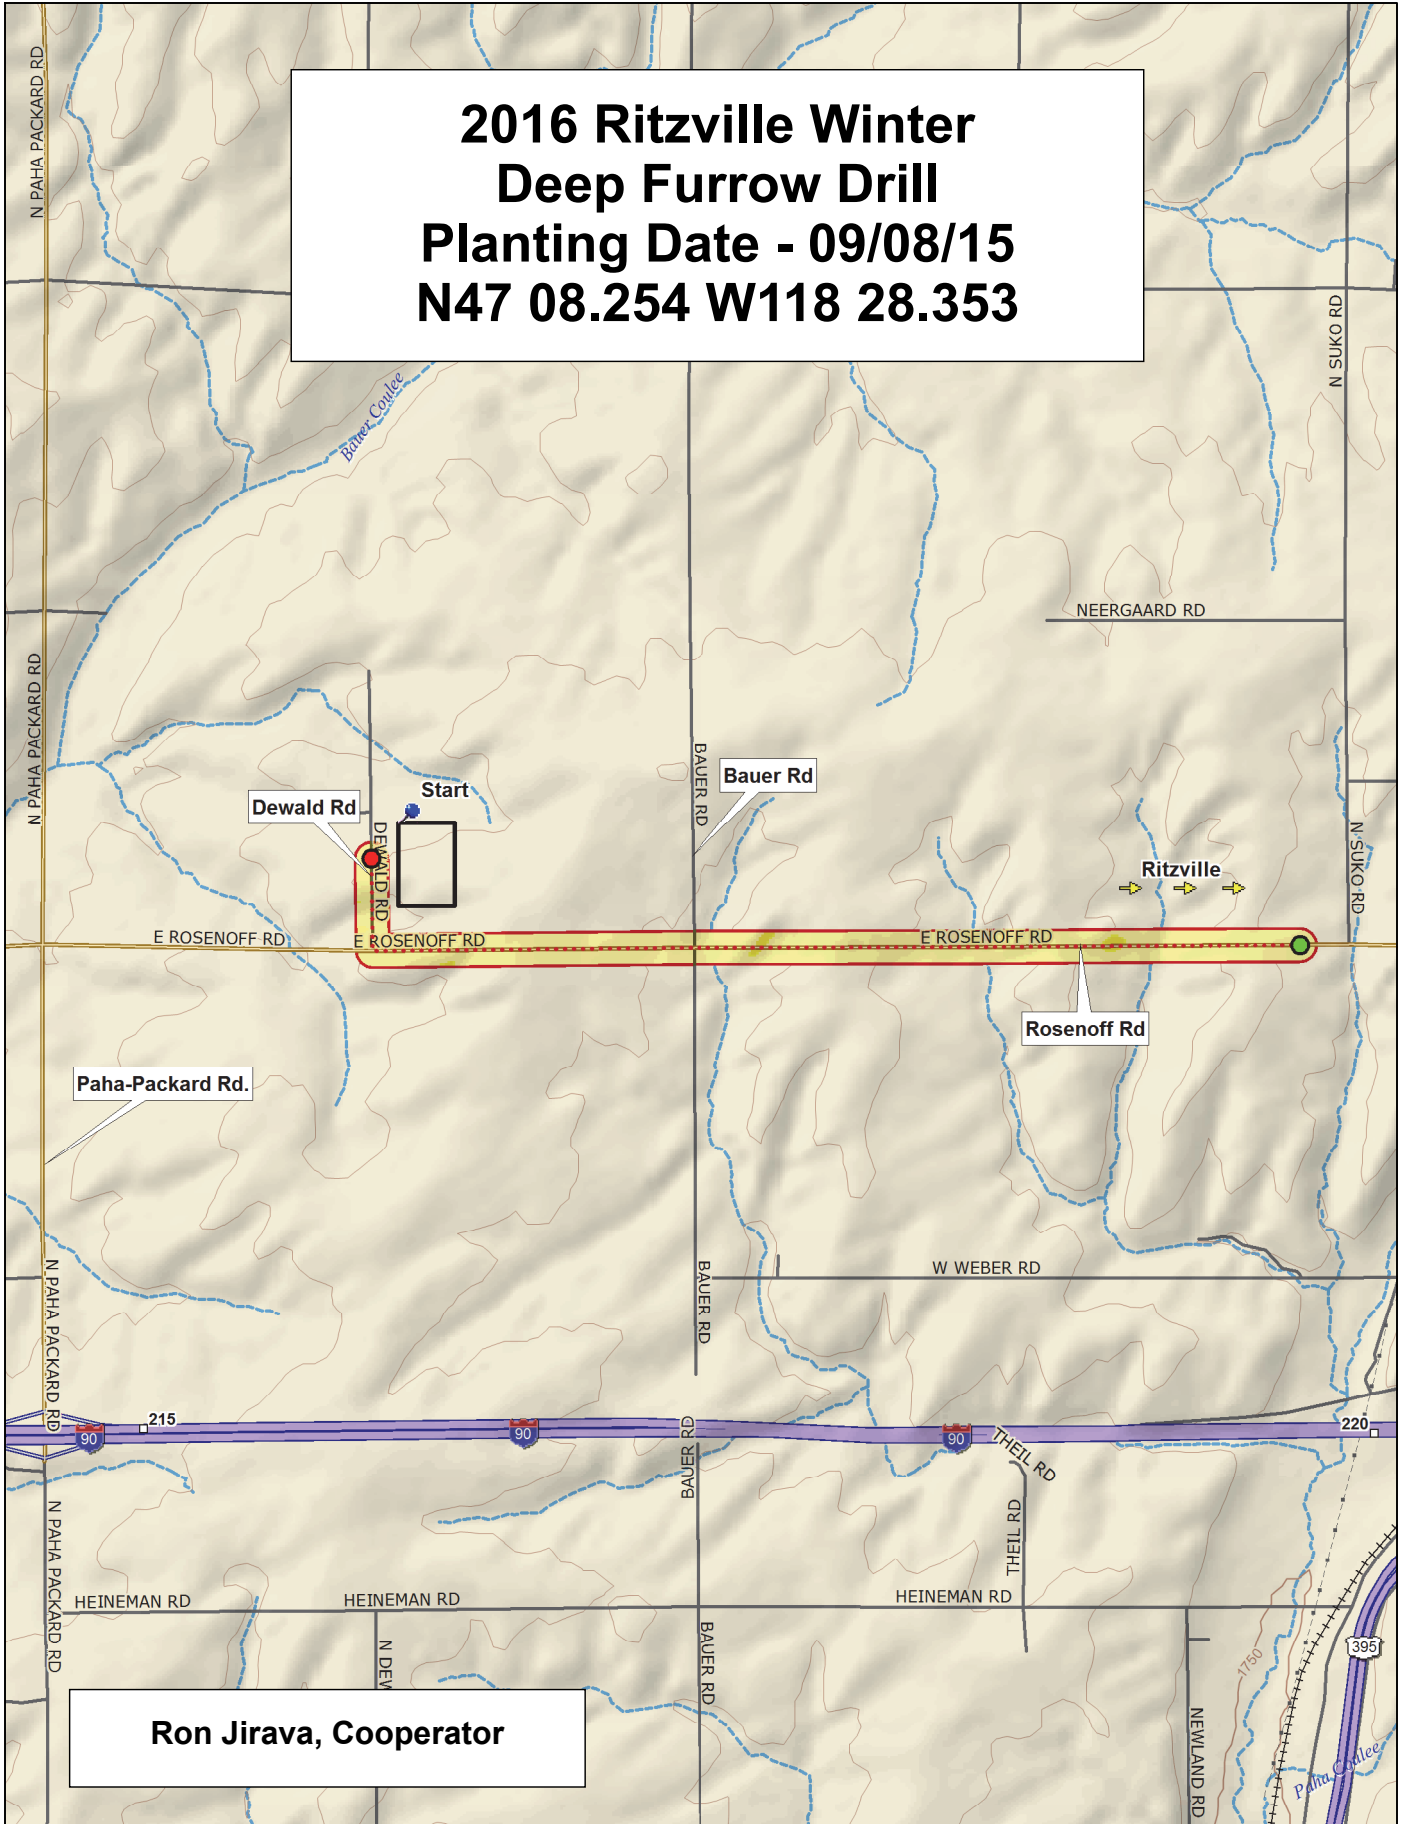 2016 Ritzville Winter
Deep Furrow Drill
Planting Date - 09/08/15
N47 08.254 W118 28.353
N PAHA PACKARD RD
N SUKO RD
Bauer Coulee
NEERGAARD RD
N PAHA PACKARD RD
BAUER RD
Bauer Rd
Start
Dewald Rd
DEWALD RD
N SUKO RD
Ritzville
E ROSENOFF RD
E ROSENOFF RD
E ROSENOFF RD
Rosenoff Rd
Paha-Packard Rd.
N PAHA PACKARD RD
BAUER RD
W WEBER RD
215
90
90
90
220
BAUER RD
THEIL RD
THEIL RD
N PAHA PACKARD RD
HEINEMAN RD
HEINEMAN RD
HEINEMAN RD
BAUER RD
N DEW
395
1750
NEWLAND RD
Paha Coulee
Ron Jirava, Cooperator